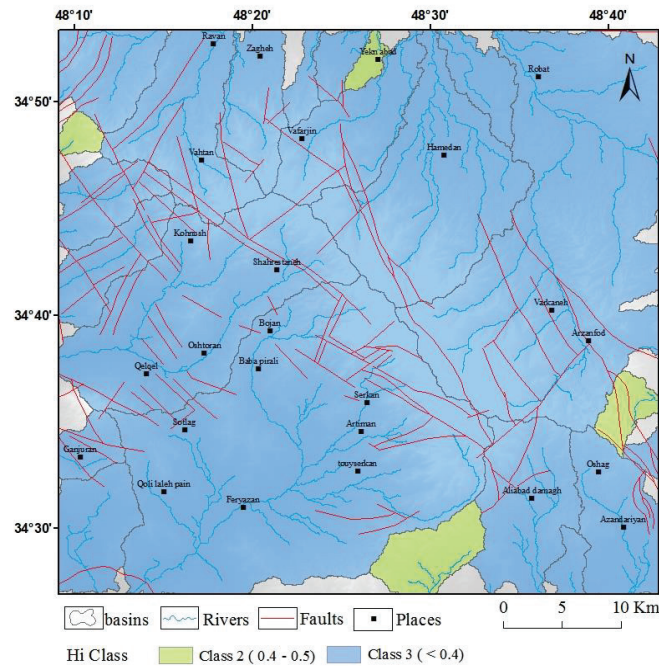 48°10' 48°20' 48°30' 48°40'
Ravan
Zagheh
Yekn abad
Robat
N
34°50'
Vafarjin
Hamedan
Vahtan
Kohnush
Shahrestaneh
34°40'
Varkaneh
Bojan
Arzanfod
Oshtoran
Qelqel
Baba pirali
Serkan
Sotlag
Artiman
Ganjuran
touyserkan
Oshag
Qoli laleh pain
Aliabad damagh
34°30'
Feryazan
Azandariyan
basins Rivers Faults Places
0 5 10 Km
Hi Class Class 2 ( 0.4 - 0.5) Class 3 ( < 0.4)